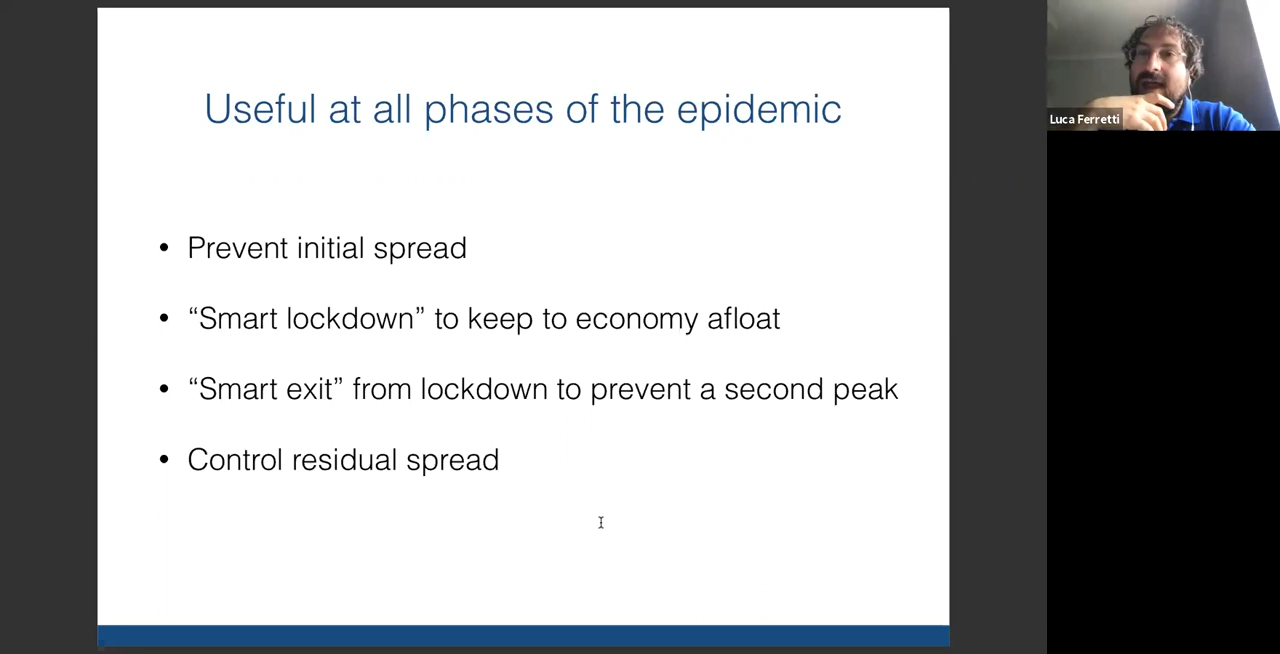 Useful at all phases of the epidemic
• Prevent initial spread
• “Smart lockdown” to keep to economy afloat
• “Smart exit” from lockdown to prevent a second peak
• Control residual spread
Luca Ferretti